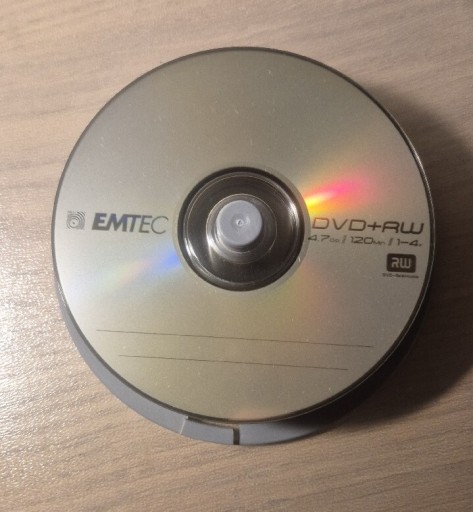 EMTEC
DVD+RW
4.7GB / 120min / 1-4x
RW